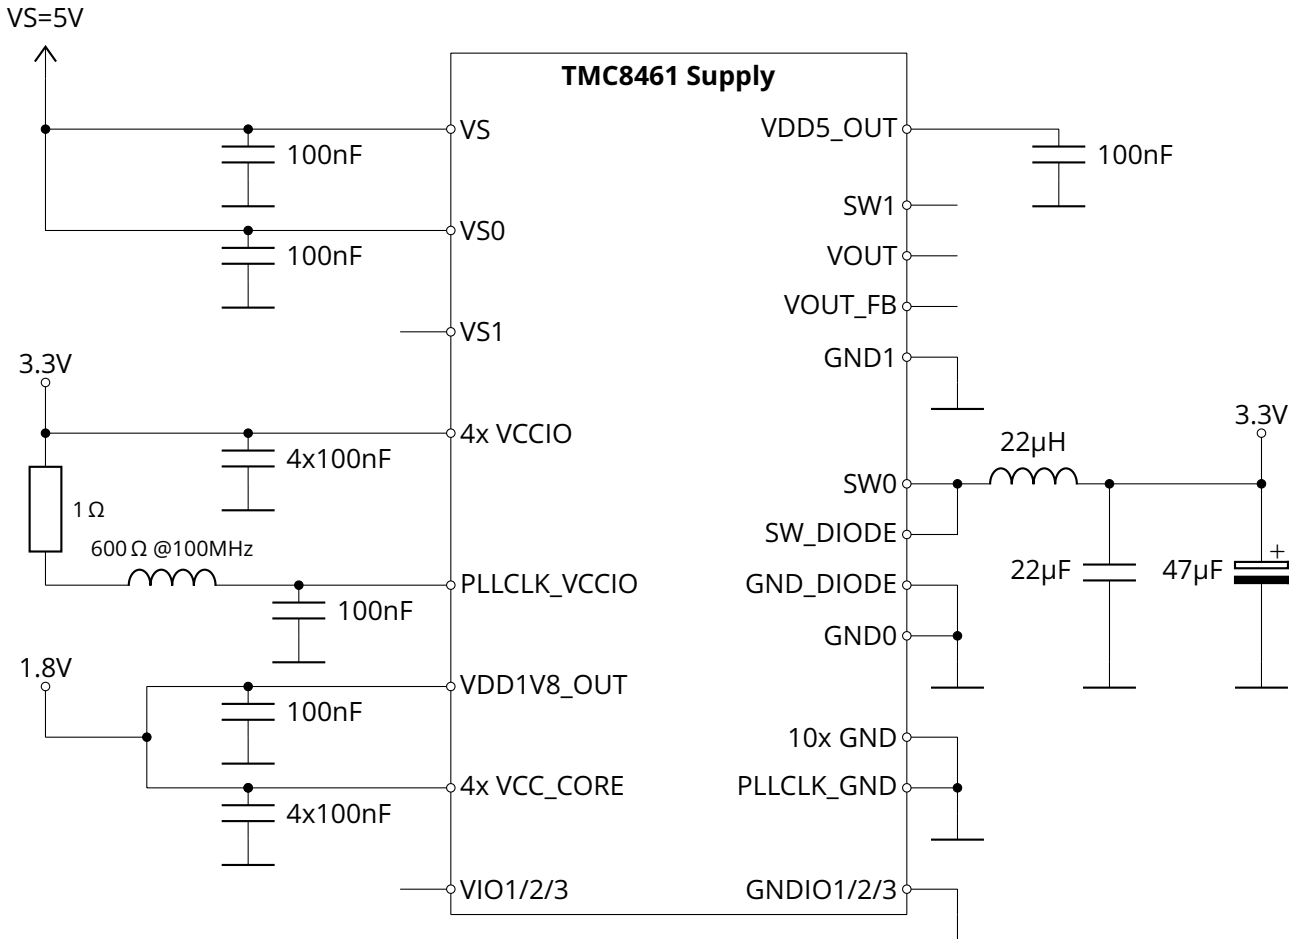 VS=5V
TMC8461 Supply
VS
VDD5_OUT
100nF
100nF
SW1
VS0
100nF
VOUT
VOUT_FB
VS1
GND1
3.3V
3.3V
4x VCCIO
22µH
4x100nF
SW0
1 Ω
SW_DIODE
600 Ω @100MHz
+
22µF
47µF
PLLCLK_VCCIO
GND_DIODE
100nF
GND0
1.8V
VDD1V8_OUT
100nF
10x GND
4x VCC_CORE
PLLCLK_GND
4x100nF
VIO1/2/3
GNDIO1/2/3